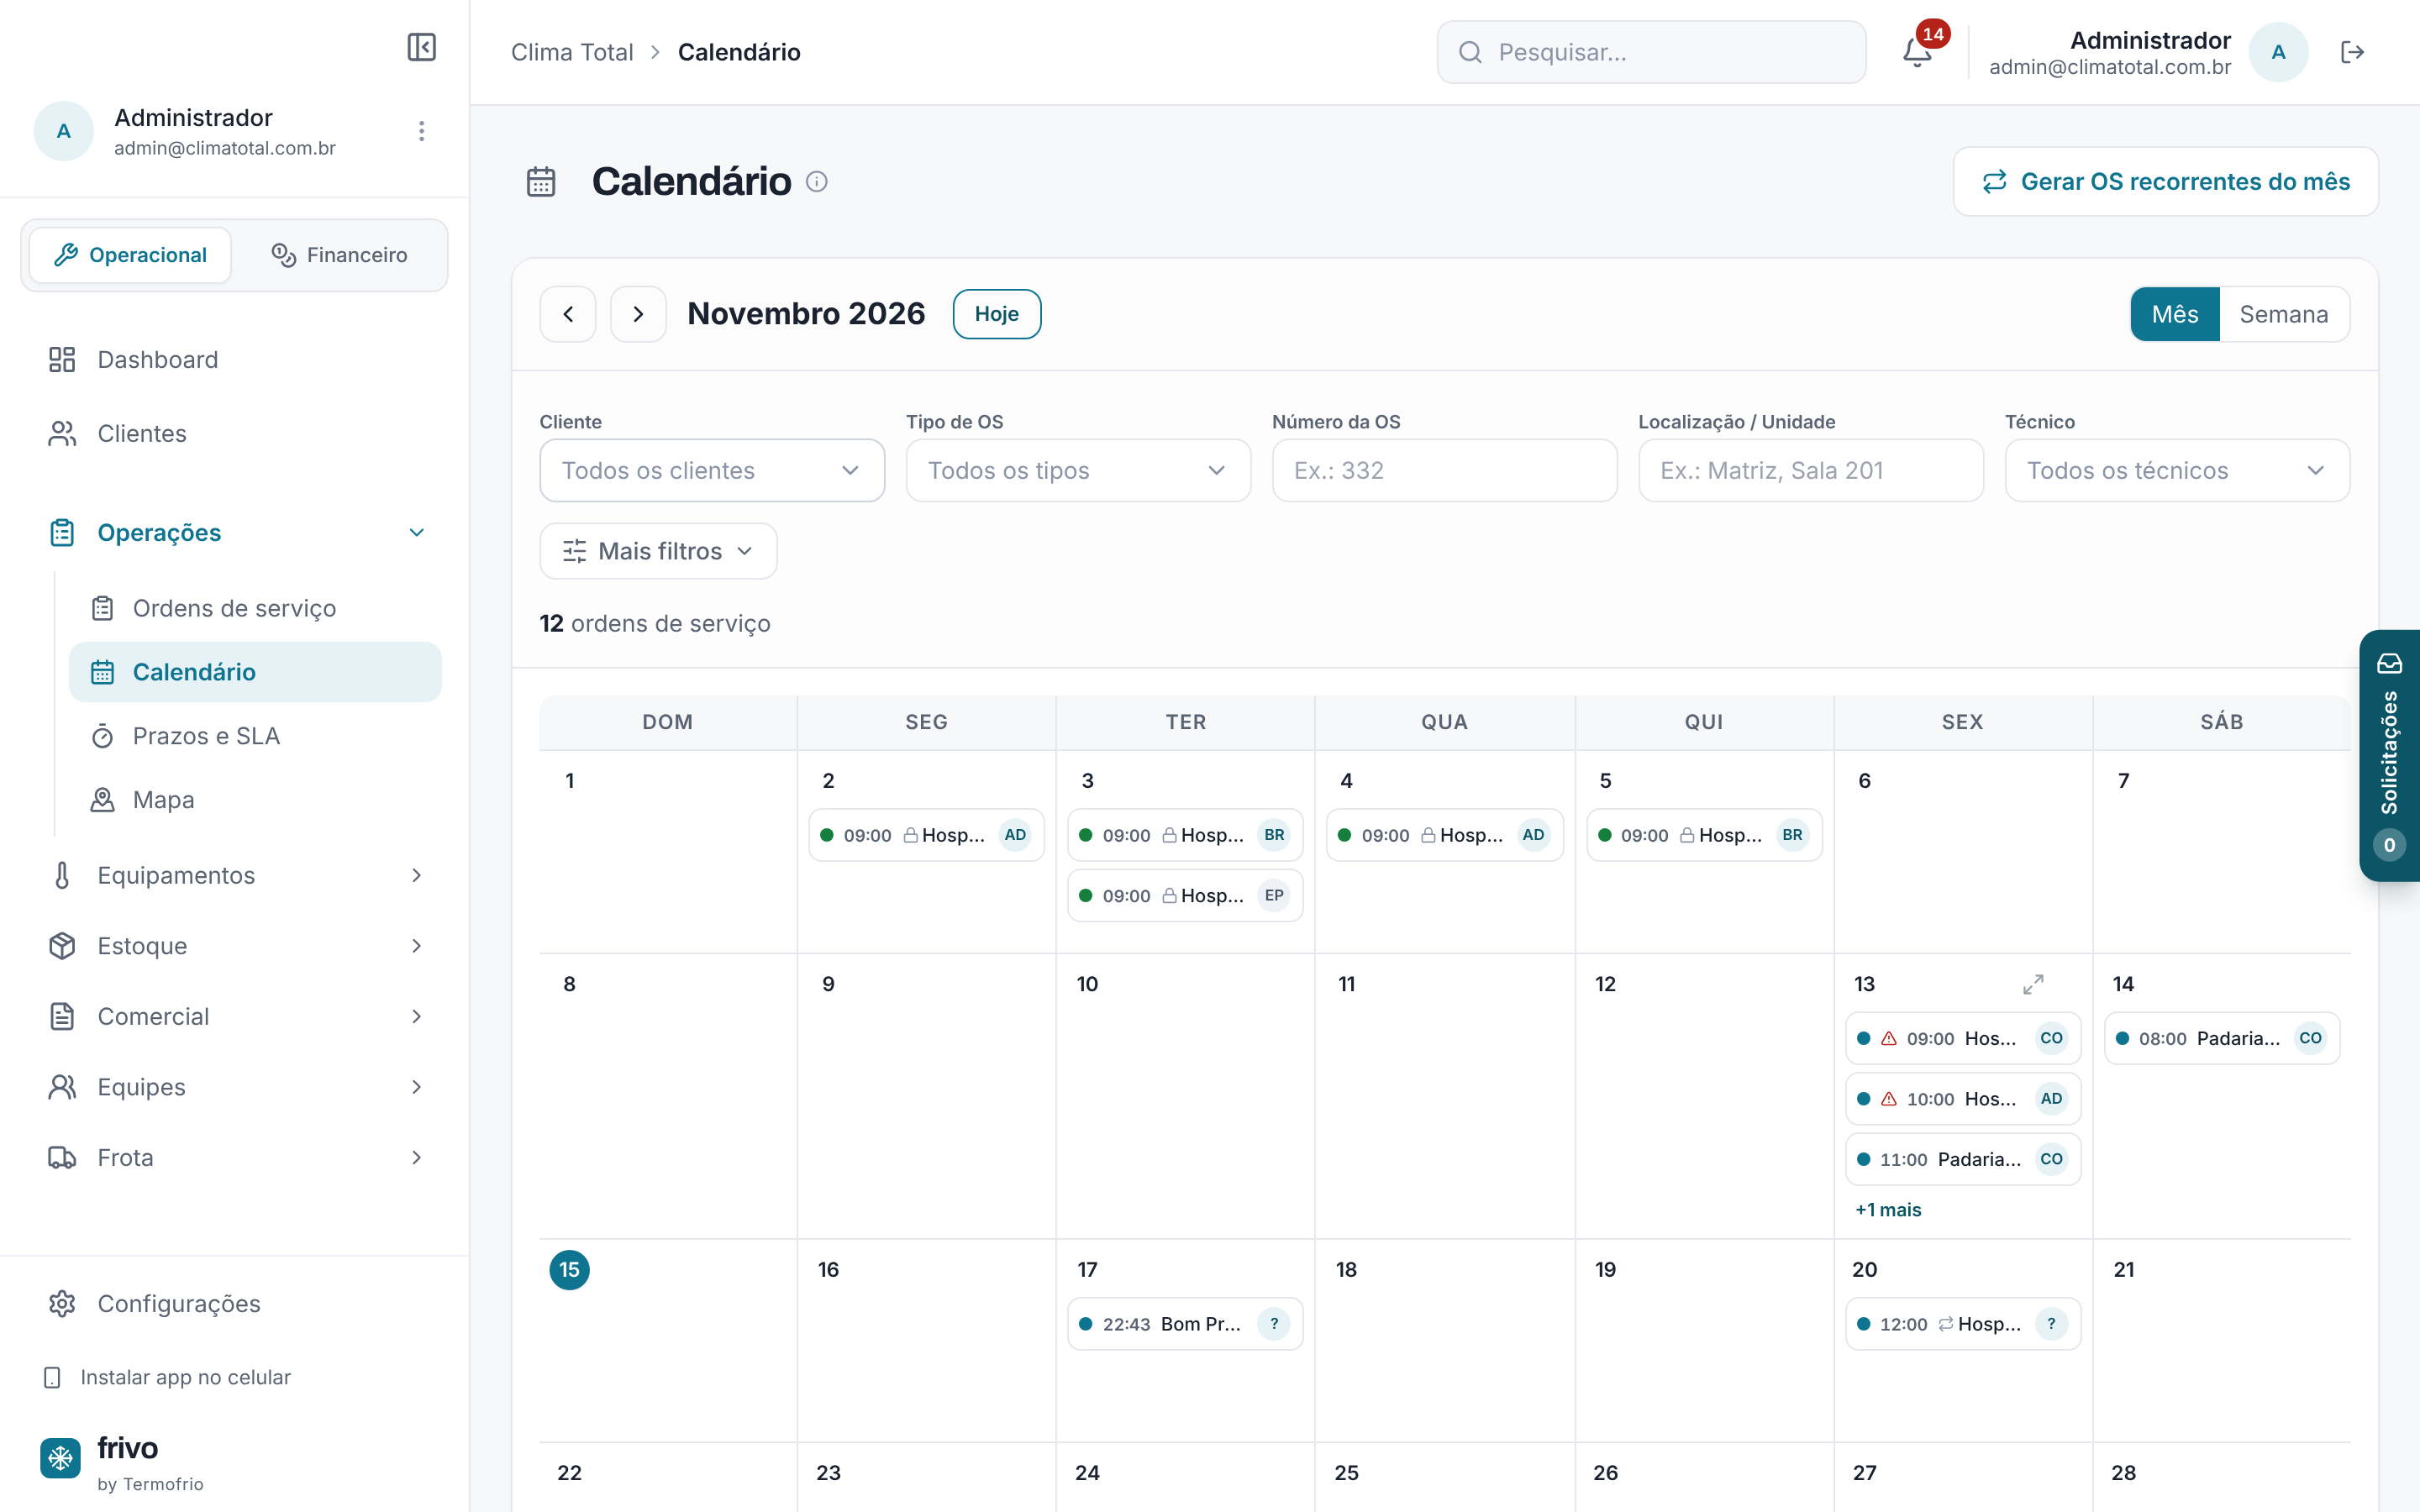 Clima Total
Calendário
Pesquisar...
14
Administrador
admin@climatotal.com.br
A
A
Administrador
admin@climatotal.com.br
Operacional
Financeiro
Dashboard
Clientes
Operações
Ordens de serviço
Calendário
Prazos e SLA
Mapa
Equipamentos
Estoque
Comercial
Equipes
Frota
Configurações
Instalar app no celular
frivo
by Termofrio
Calendário
Gerar OS recorrentes do mês
Novembro 2026
Hoje
Mês
Semana
Cliente
Tipo de OS
Número da OS
Localização / Unidade
Técnico
Todos os clientes
Todos os tipos
Ex.: 332
Ex.: Matriz, Sala 201
Todos os técnicos
Mais filtros
12 ordens de serviço
Solicitações
0
DOM SEG TER QUA QUI SEX SÁB
1 2 3 4 5 6 7
09:00 Hosp... AD
09:00 Hosp... BR
09:00 Hosp... AD
09:00 Hosp... BR
09:00 Hosp... EP
8 9 10 11 12 13 14
09:00 Hos... CO
08:00 Padaria... CO
10:00 Hos... AD
11:00 Padaria... CO
+1 mais
15 16 17 18 19 20 21
22:43 Bom Pr... ?
12:00 Hosp... ?
22 23 24 25 26 27 28